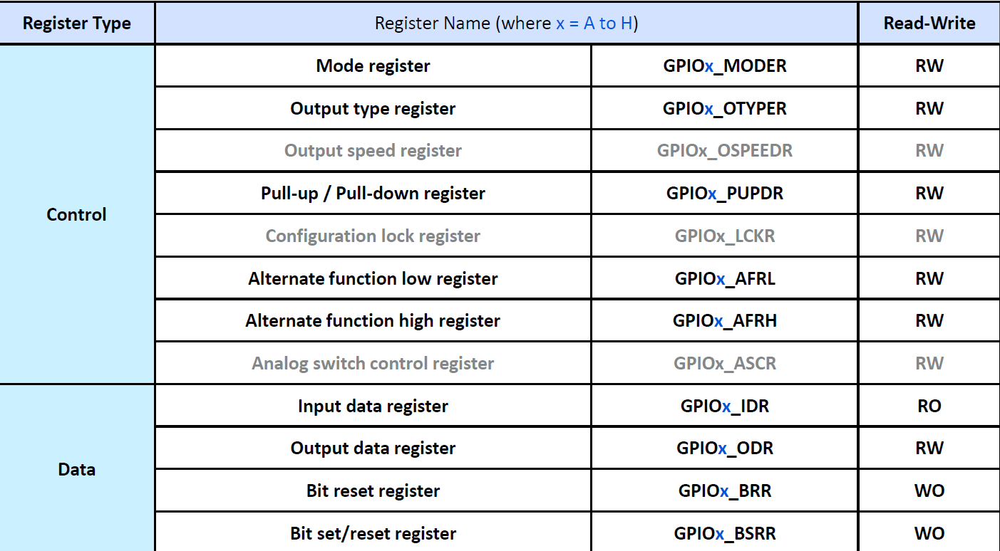 Register Type Register Name (where x = A to H) Read-Write
Mode register GPIOx_MODER RW
Output type register GPIOx_OTYPER RW
Output speed register GPIOx_OSPEEDR RW
Pull-up / Pull-down register GPIOx_PUPDR RW
Control
Configuration lock register GPIOx_LCKR RW
Alternate function low register GPIOx_AFRL RW
Alternate function high register GPIOx_AFRH RW
Analog switch control register GPIOx_ASCR RW
Input data register GPIOx_IDR RO
Output data register GPIOx_ODR RW
Data
Bit reset register GPIOx_BRR WO
Bit set/reset register GPIOx_BSRR WO